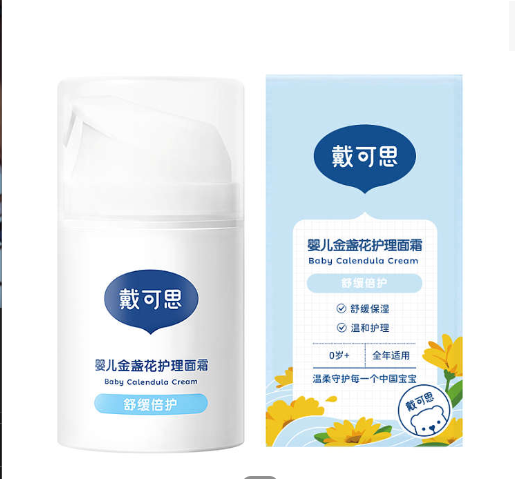 戴可思
婴儿金盏花护理面霜
Baby Calendula Cream
舒缓倍护
戴可思
婴儿金盏花护理面霜
Baby Calendula Cream
舒缓倍护
舒缓保湿
温和护理
0岁+ 全年适用
温柔守护每一个中国宝宝
戴可思